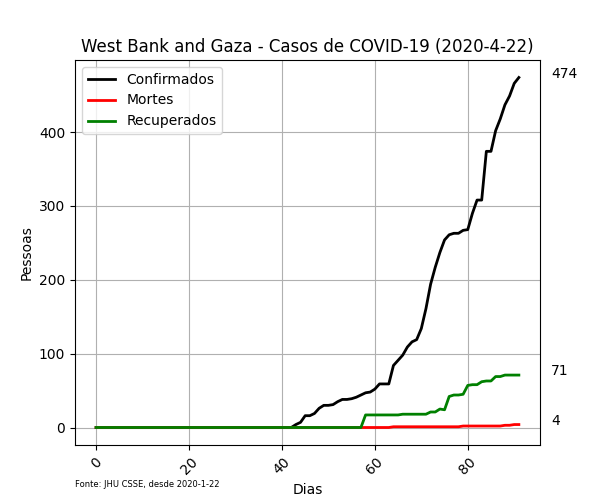 West Bank and Gaza - Casos de COVID-19 (2020-4-22)
Confirmados
Mortes
Recuperados
474
71
4
Pessoas
400
300
200
100
0
0
20
40
60
80
Dias
Fonte: JHU CSSE, desde 2020-1-22